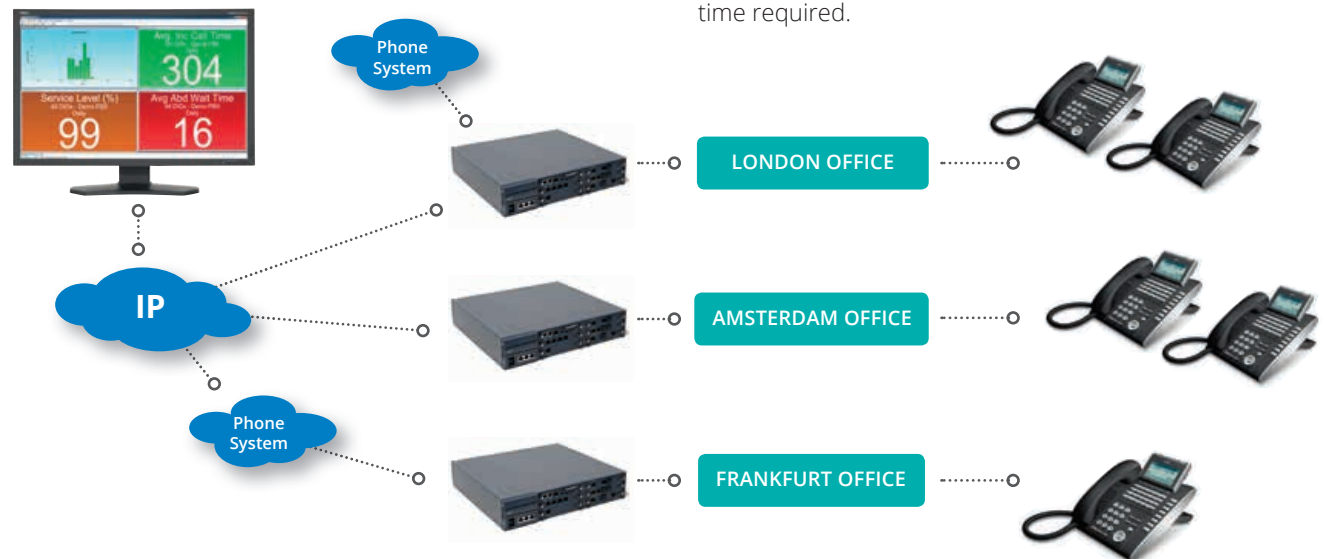 time required.
Avg. Inc Call Time
304
Service Level (%)
99
Avg Abd Wait Time
16
Phone
System
LONDON OFFICE
IP
AMSTERDAM OFFICE
Phone
System
FRANKFURT OFFICE